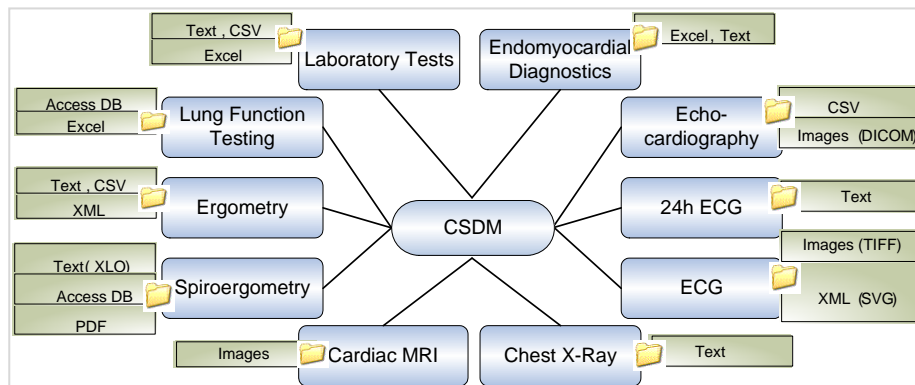 Text , CSV
Excel
Laboratory Tests
Endomyocardial
Diagnostics
Excel , Text
Access DB
Excel
Lung Function
Testing
Echo-
cardiography
CSV
Images (DICOM)
Text , CSV
XML
Ergometry
CSDM
24h ECG
Text
Text( XLO)
Access DB
PDF
Spiroergometry
ECG
Images (TIFF)
XML (SVG)
Images
Cardiac MRI
Chest X-Ray
Text